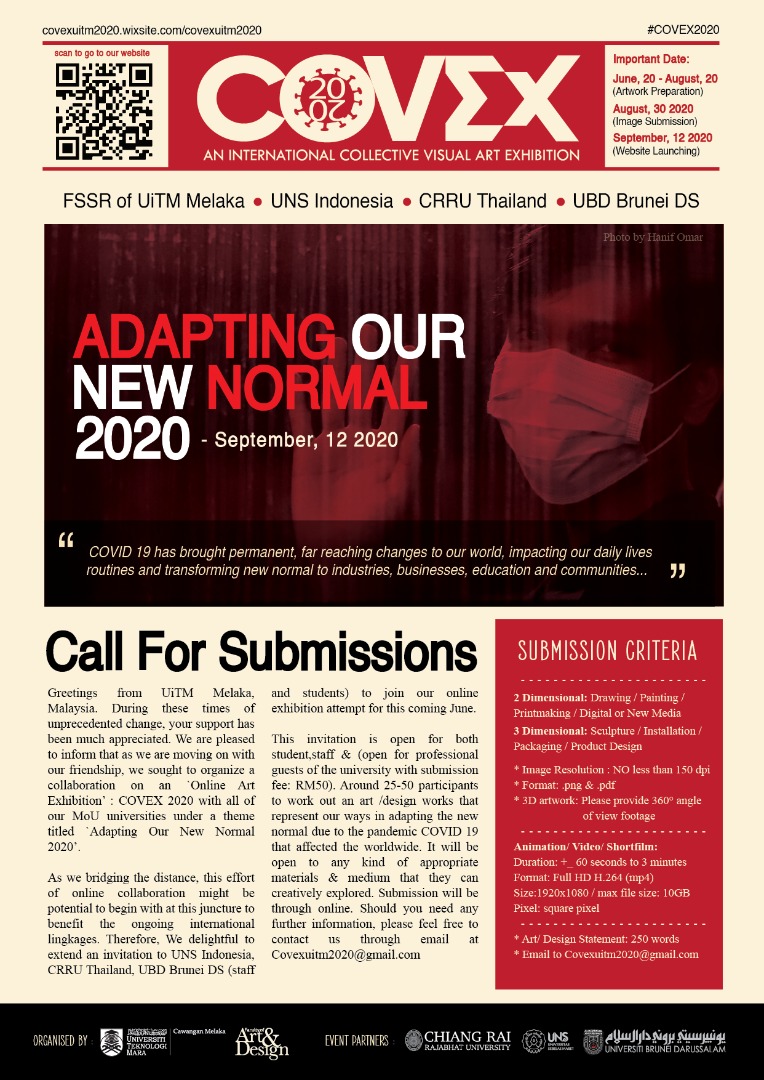 covexuitm2020.wixsite.com/covexuitm2020
#COVEX2020
scan to go to our website
COVEX
2020
AN INTERNATIONAL COLLECTIVE VISUAL ART EXHIBITION
Important Date:
June, 20 - August, 20
(Artwork Preparation)
August, 30 2020
(Image Submission)
September, 12 2020
(Website Launching)
FSSR of UiTM Melaka • UNS Indonesia • CRRU Thailand • UBD Brunei DS
Photo by Hanif Omar
ADAPTING OUR
NEW NORMAL
2020 - September, 12 2020
“ COVID 19 has brought permanent, far reaching changes to our world, impacting our daily lives
routines and transforming new normal to industries, businesses, education and communities... ”
Call For Submissions
Greetings from UiTM Melaka,
Malaysia. During these times of
unprecedented change, your support has
been much appreciated. We are pleased
to inform that as we are moving on with
our friendship, we sought to organize a
collaboration on an `Online Art
Exhibition’ : COVEX 2020 with all of
our MoU universities under a theme
titled `Adapting Our New Normal
2020’.
As we bridging the distance, this effort
of online collaboration might be
potential to begin with at this juncture to
benefit the ongoing international
lingkages. Therefore, We delightful to
extend an invitation to UNS Indonesia,
CRRU Thailand, UBD Brunei DS (staff
and students) to join our online
exhibition attempt for this coming June.
This invitation is open for both
student,staff & (open for professional
guests of the university with submission
fee: RM50). Around 25-50 participants
to work out an art /design works that
represent our ways in adapting the new
normal due to the pandemic COVID 19
that affected the worldwide. It will be
open to any kind of appropriate
materials & medium that they can
creatively explored. Submission will be
through online. Should you need any
further information, please feel free to
contact us through email at
Covexuitm2020@gmail.com
SUBMISSION CRITERIA
2 Dimensional: Drawing / Painting /
Printmaking / Digital or New Media
3 Dimensional: Sculpture / Installation /
Packaging / Product Design
* Image Resolution : NO less than 150 dpi
* Format: .png & .pdf
* 3D artwork: Please provide 360º angle
of view footage
Animation/ Video/ Shortfilm:
Duration: +_ 60 seconds to 3 minutes
Format: Full HD H.264 (mp4)
Size:1920x1080 / max file size: 10GB
Pixel: square pixel
* Art/ Design Statement: 250 words
* Email to Covexuitm2020@gmail.com
ORGANISED BY :
UNIVERSITI
TEKNOLOGI
MARA
Cawangan Melaka
Art&
Design
EVENT PARTNERS :
CHIANG RAI
RAJABHAT UNIVERSITY
UNS
يونيبرسيتي بروني دارالسلام
UNIVERSITI BRUNEI DARUSSALAM